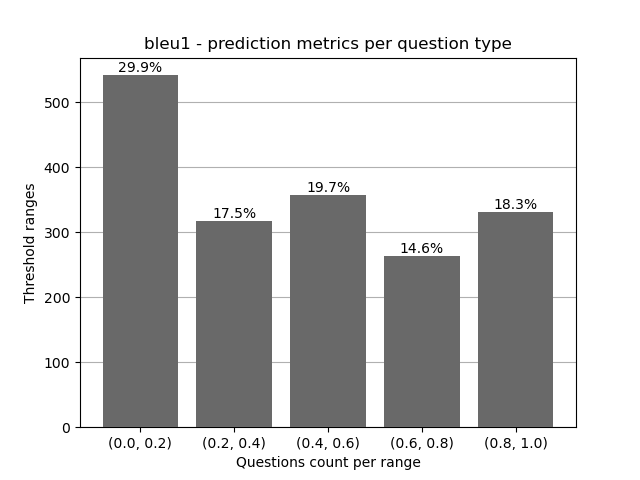 bleu1 - prediction metrics per question type
29.9%
17.5%
19.7%
14.6%
18.3%
500
400
300
200
100
0
Threshold ranges
(0.0, 0.2) (0.2, 0.4) (0.4, 0.6) (0.6, 0.8) (0.8, 1.0)
Questions count per range